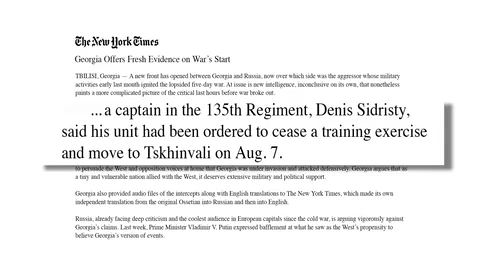 The New York Times
Georgia Offers Fresh Evidence on War's Start
TBILISI, Georgia — A new front has opened between Georgia and Russia, now over which side was the aggressor whose military
activities early last month ignited the lopsided five-day war. At issue is new intelligence, inconclusive on its own, that nonetheless
paints a more complicated picture of the critical last hours before war broke out.
...a captain in the 135th Regiment, Denis Sidristy,
said his unit had been ordered to cease a training exercise
and move to Tskhinvali on Aug. 7.
to persuade the West and opposition voices at home that Georgia was under invasion and attacked defensively. Georgia argues that as
a tiny and vulnerable nation allied with the West, it deserves extensive military and political support.
Georgia also provided audio files of the intercepts along with English translations to The New York Times, which made its own
independent translation from the original Ossetian into Russian and then into English.
Russia, already facing deep criticism and the coolest audience in European capitals since the cold war, is arguing vigorously against
Georgia's claims. Last week, Prime Minister Vladimir V. Putin expressed bafflement at what he saw as the West's propensity to
believe Georgia's version of events.